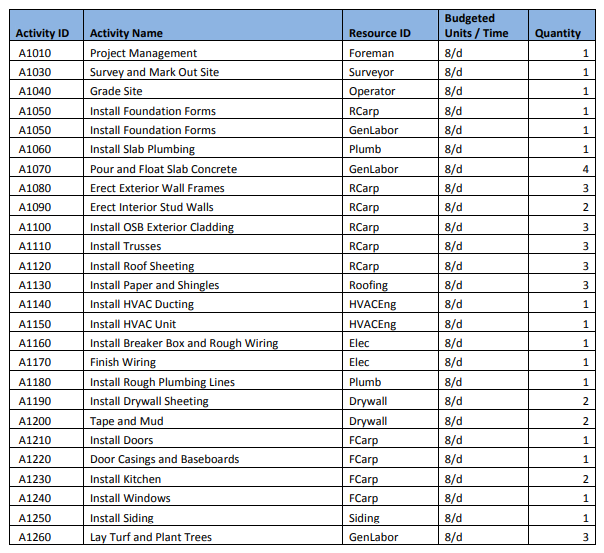 Activity ID Activity Name Resource ID Budgeted Units / Time Quantity
A1010 Project Management Foreman 8/d 1
A1030 Survey and Mark Out Site Surveyor 8/d 1
A1040 Grade Site Operator 8/d 1
A1050 Install Foundation Forms RCarp 8/d 1
A1050 Install Foundation Forms GenLabor 8/d 1
A1060 Install Slab Plumbing Plumb 8/d 1
A1070 Pour and Float Slab Concrete GenLabor 8/d 4
A1080 Erect Exterior Wall Frames RCarp 8/d 3
A1090 Erect Interior Stud Walls RCarp 8/d 2
A1100 Install OSB Exterior Cladding RCarp 8/d 3
A1110 Install Trusses RCarp 8/d 3
A1120 Install Roof Sheeting RCarp 8/d 3
A1130 Install Paper and Shingles Roofing 8/d 3
A1140 Install HVAC Ducting HVACEng 8/d 1
A1150 Install HVAC Unit HVACEng 8/d 1
A1160 Install Breaker Box and Rough Wiring Elec 8/d 1
A1170 Finish Wiring Elec 8/d 1
A1180 Install Rough Plumbing Lines Plumb 8/d 1
A1190 Install Drywall Sheeting Drywall 8/d 2
A1200 Tape and Mud Drywall 8/d 2
A1210 Install Doors FCarp 8/d 1
A1220 Door Casings and Baseboards FCarp 8/d 1
A1230 Install Kitchen FCarp 8/d 2
A1240 Install Windows FCarp 8/d 1
A1250 Install Siding Siding 8/d 1
A1260 Lay Turf and Plant Trees GenLabor 8/d 3